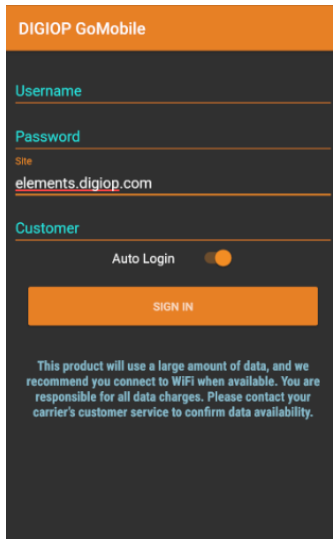 DIGIOP GoMobile
Username
Password
Site
elements.digiop.com
Customer
Auto Login
SIGN IN
This product will use a large amount of data, and we
recommend you connect to WiFi when available. You are
responsible for all data charges. Please contact your
carrier's customer service to confirm data availability.